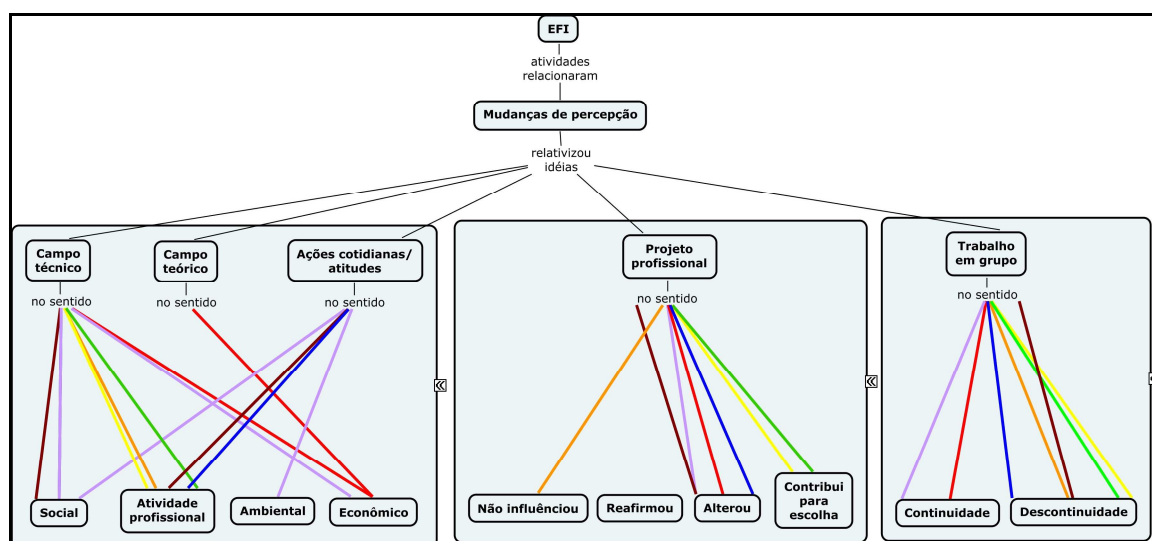 EFI
atividades
relacionaram
Mudanças de percepção
relativizou
idéias
Campo
técnico
no sentido
Campo
teórico
no sentido
Ações cotidianas/
atitudes
no sentido
Social
Atividade
profissional
Ambiental
Econômico
Projeto
profissional
no sentido
Não influênciou
Reafirmou
Alterou
Contribui
para
escolha
Trabalho
em grupo
no sentido
Continuidade
Descontinuidade